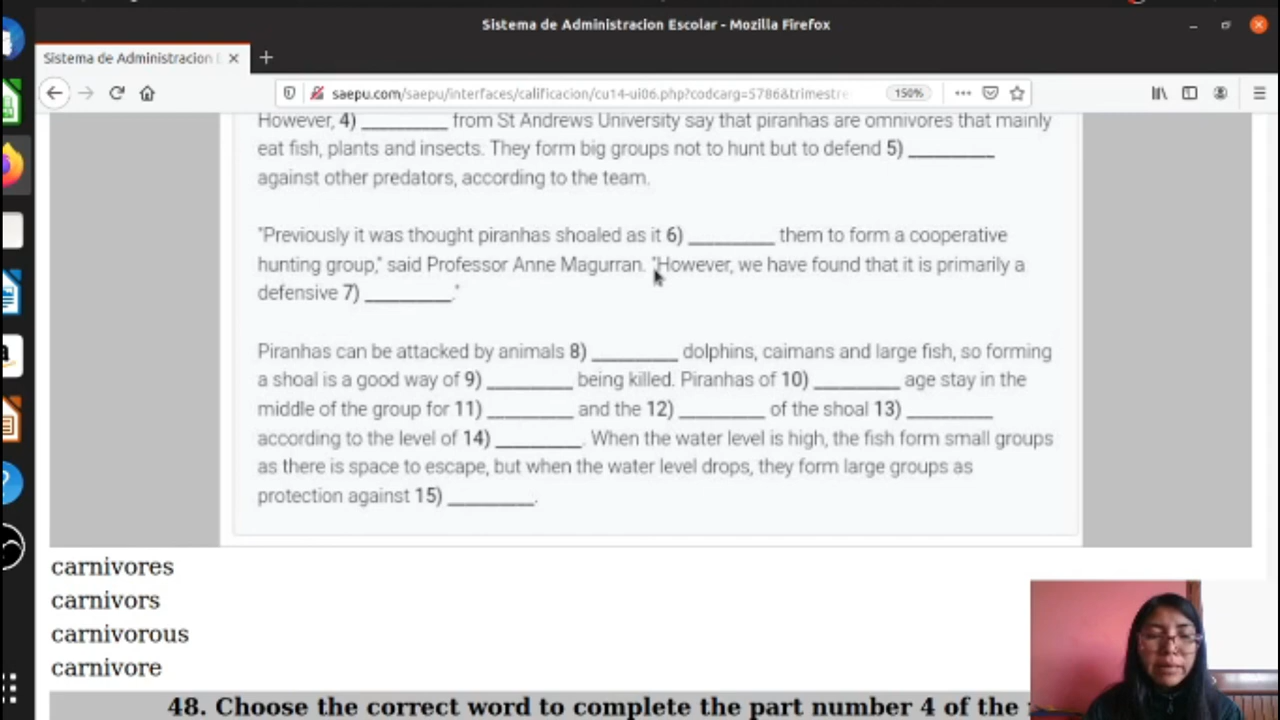 Sistema de Administracion Escolar - Mozilla Firefox
Sistema de Administracion
saepu.com/saepu/interfaces/calificacion/cu14-ui06.php?codcarg=5786&trimestre
150%
However, 4) _________ from St Andrews University say that piranhas are omnivores that mainly
eat fish, plants and insects. They form big groups not to hunt but to defend 5) _________
against other predators, according to the team.
"Previously it was thought piranhas shoaled as it 6) _________ them to form a cooperative
hunting group," said Professor Anne Magurran. "However, we have found that it is primarily a
defensive 7) _________."
Piranhas can be attacked by animals 8) _________ dolphins, caimans and large fish, so forming
a shoal is a good way of 9) _________ being killed. Piranhas of 10) _________ age stay in the
middle of the group for 11) _________ and the 12) _________ of the shoal 13) _________
according to the level of 14) _________. When the water level is high, the fish form small groups
as there is space to escape, but when the water level drops, they form large groups as
protection against 15) _________.
carnivores
carnivors
carnivorous
carnivore
48. Choose the correct word to complete the part number 4 of the